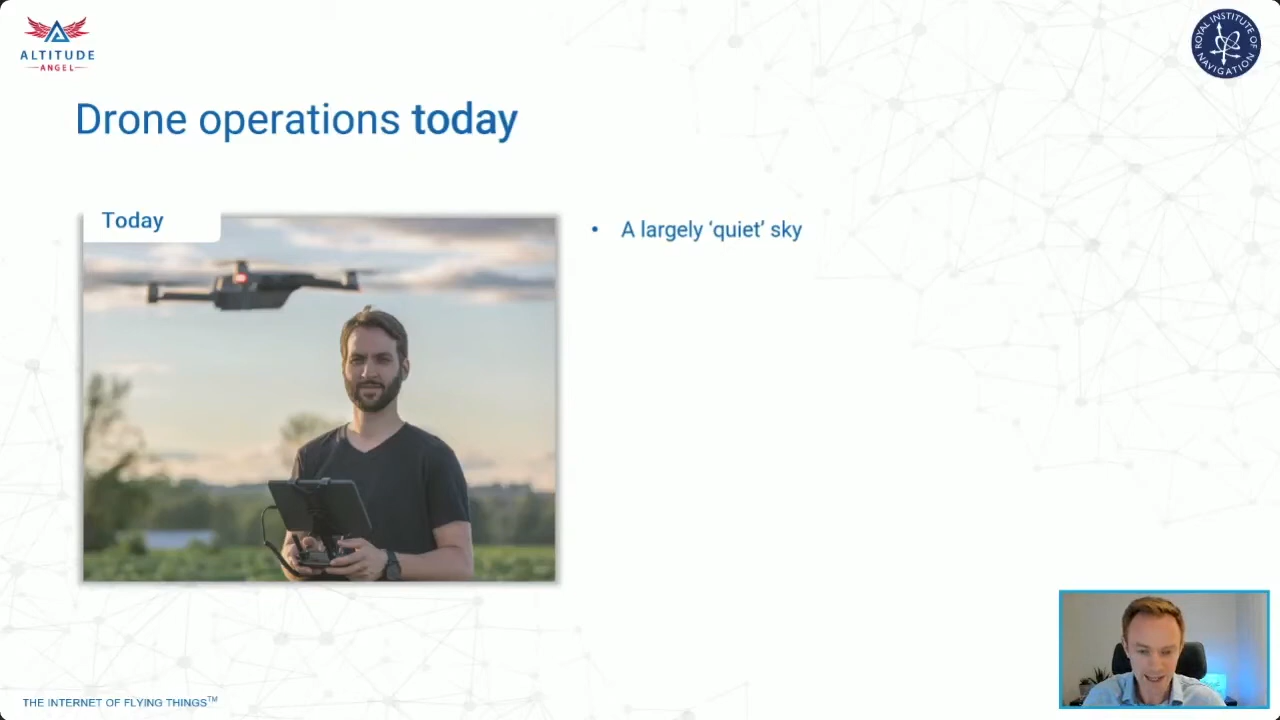 ALTITUDE
ANGEL
ROYAL INSTITUTE OF
NAVIGATION
Drone operations today
Today
• A largely ‘quiet’ sky
THE INTERNET OF FLYING THINGS™